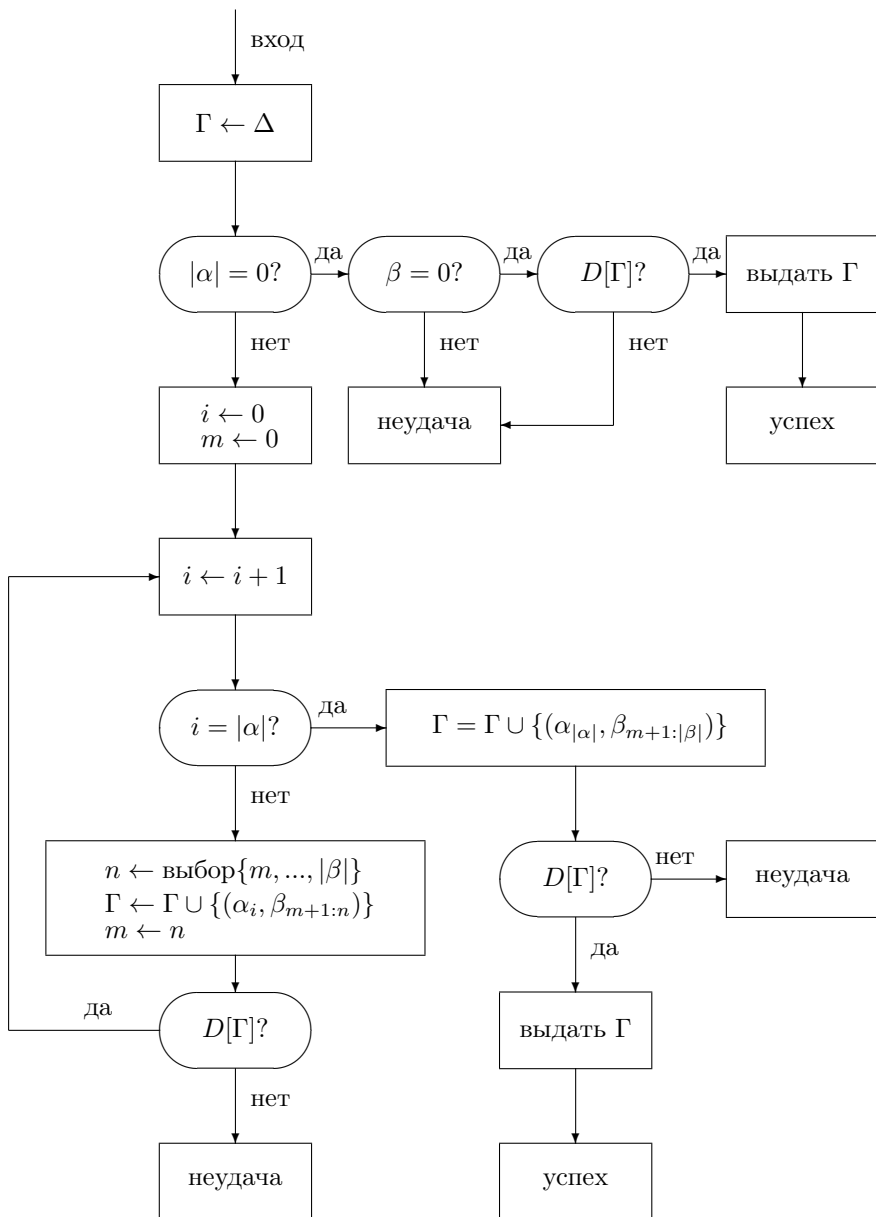 вход
Γ ← Δ
|α| = 0?
да
β = 0?
да
D[Γ]?
да
выдать Γ
нет
нет
нет
i ← 0
m ← 0
неудача
успех
i ← i + 1
i = |α|?
да
Γ = Γ ∪ {(α_{|α|}, β_{m+1:|β|})}
нет
n ← выбор{m, ..., |β|}
Γ ← Γ ∪ {(α_i, β_{m+1:n})}
m ← n
D[Γ]?
нет
неудача
да
да
D[Γ]?
выдать Γ
нет
неудача
успех